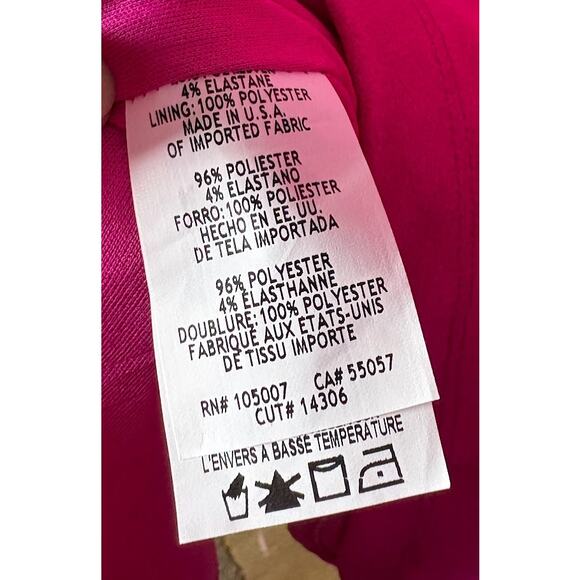 4% ELASTANE
LINING: 100% POLYESTER
MADE IN U.S.A.
OF IMPORTED FABRIC
96% POLIESTER
4% ELASTANO
FORRO: 100% POLIESTER
HECHO EN EE.UU.
DE TELA IMPORTADA
96% POLYESTER
4% ÉLASTHANNE
DOUBLURE: 100% POLYESTER
FABRIQUÉ AUX ÉTATS-UNIS
DE TISSU IMPORTE
RN# 105007 CA# 55057
CUT# 14306
L'ENVERS A BASSE TEMPÉRATURE